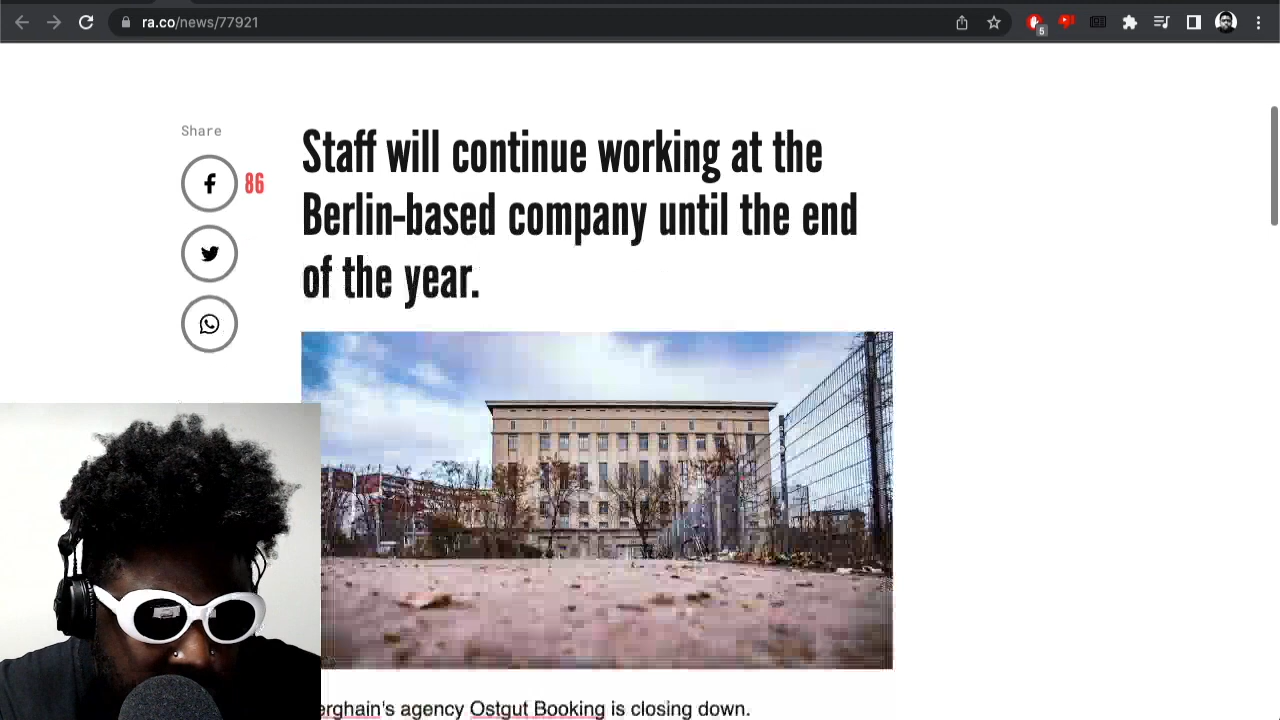 ra.co/news/77921
5
Share
86
Staff will continue working at the
Berlin-based company until the end
of the year.
erghain's agency Ostgut Booking is closing down.